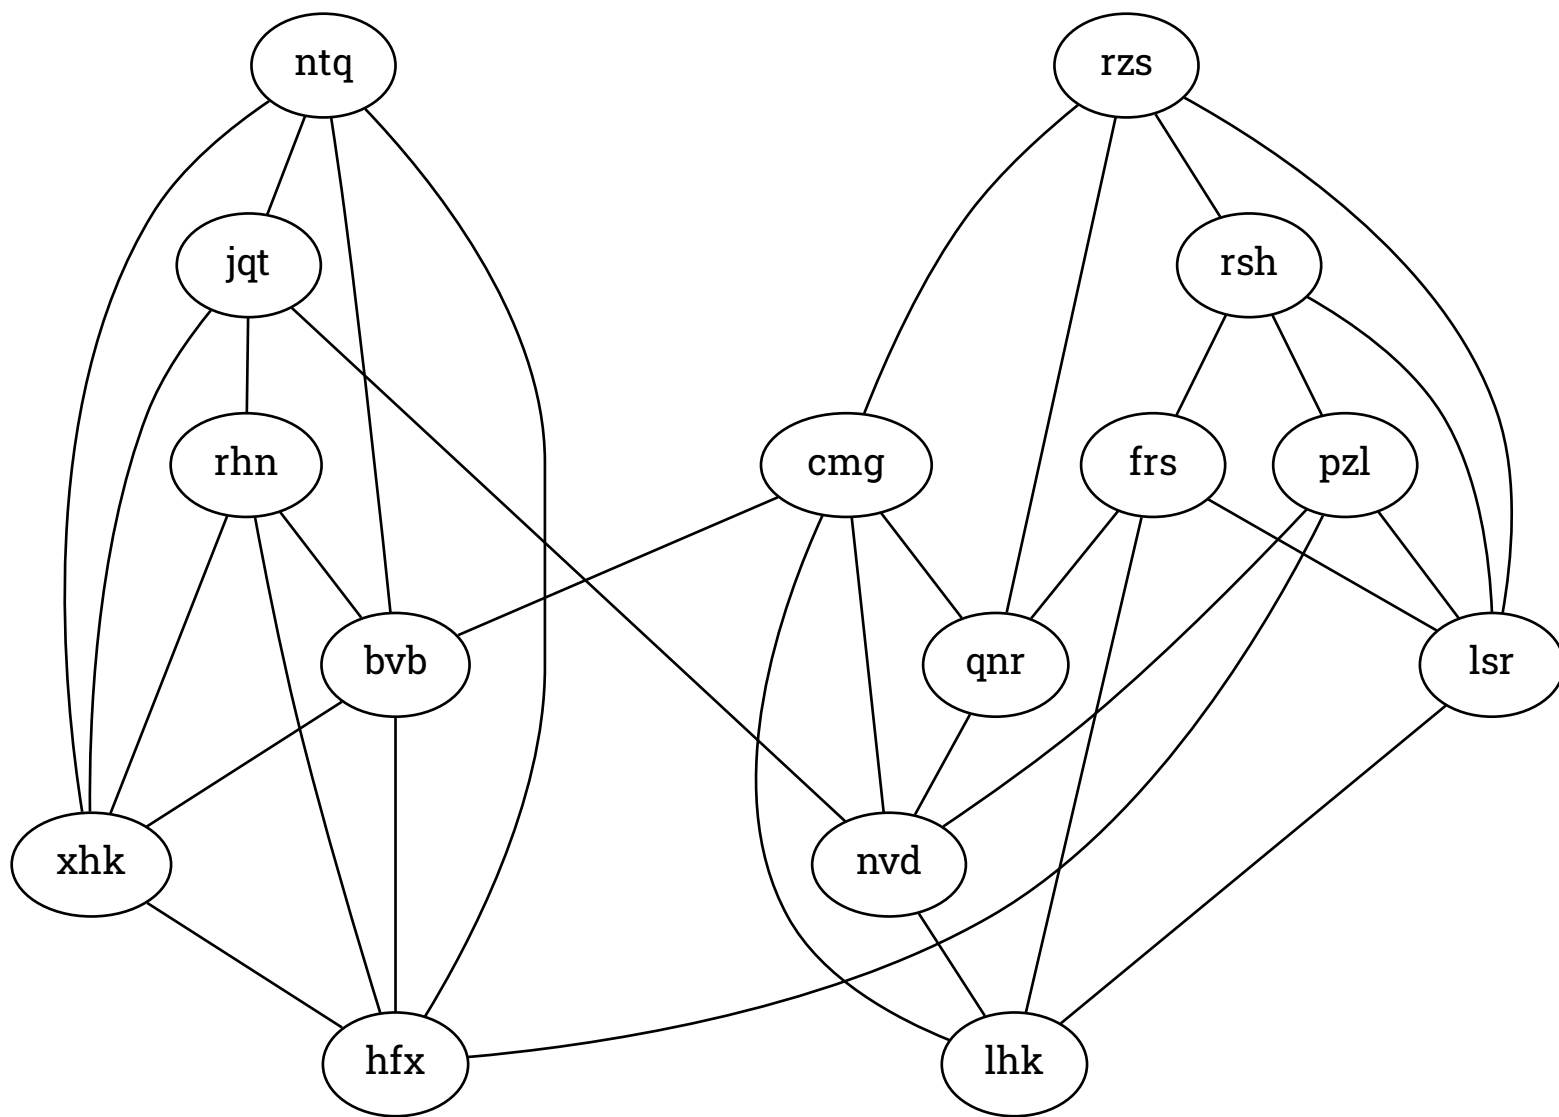 ntq
rzs
jqt
rsh
rhn
cmg
frs
pzl
bvb
qnr
lsr
xhk
nvd
hfx
lhk